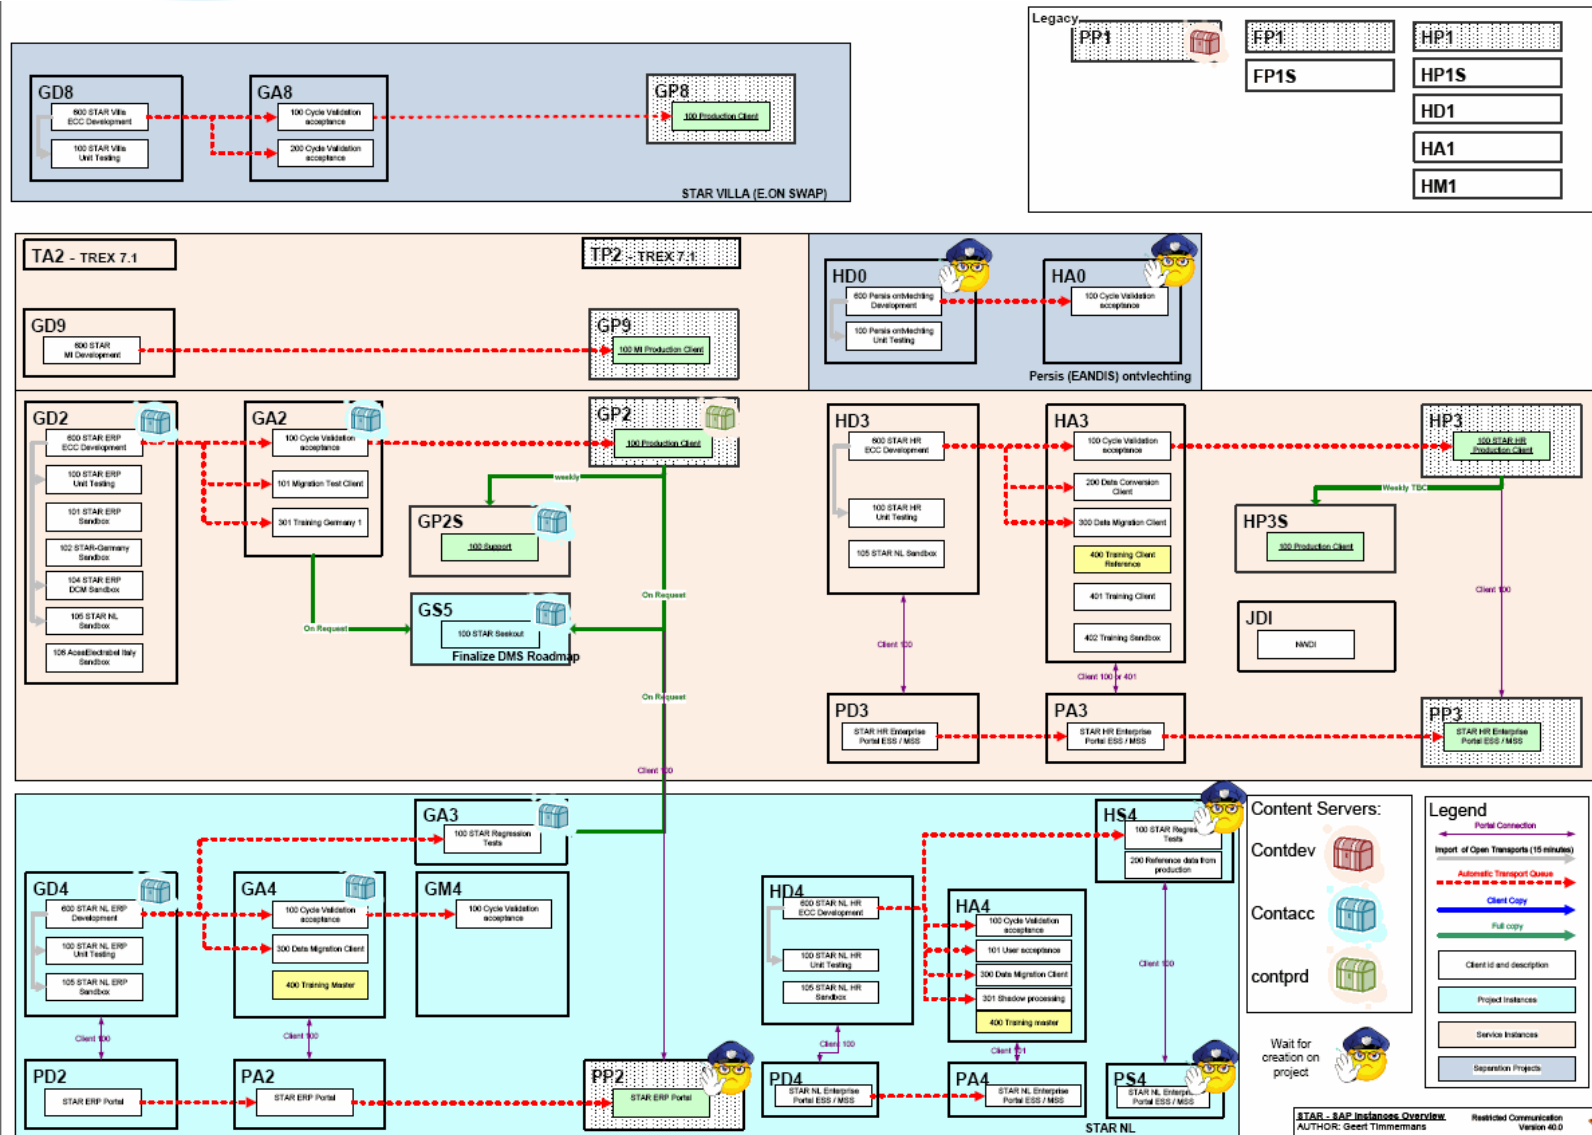 Legacy
PP1
FP1
HP1
FP1S
HP1S
HD1
HA1
HM1
GD8
600 STAR Villa
ECC Development
100 STAR Villa
Unit Testing
GA8
100 Cycle Validation
acceptance
200 Cycle Validation
acceptance
GP8
100 Production Client
STAR VILLA (E.ON SWAP)
TA2 - TREX 7.1
TP2 - TREX 7.1
GD9
600 STAR
MI Development
GP9
100 MI Production Client
HD0
600 Persis ontvlechting
Development
100 Persis ontvlechting
Unit Testing
HA0
100 Cycle Validation
acceptance
Persis (EANDIS) ontvlechting
GD2
600 STAR ERP
ECC Development
100 STAR ERP
Unit Testing
101 STAR ERP
Sandbox
102 STAR-Germany
Sandbox
104 STAR ERP
DCM Sandbox
105 STAR NL
Sandbox
106 AceaElectrabel Italy
Sandbox
GA2
100 Cycle Validation
acceptance
101 Migration Test Client
301 Training Germany 1
GP2
100 Production Client
weekly
GP2S
100 Support
On Request
GS5
100 STAR Seekout
Finalize DMS Roadmap
On Request
On Request
Client 100
HD3
600 STAR HR
ECC Development
100 STAR HR
Unit Testing
105 STAR NL Sandbox
Client 100
HA3
100 Cycle Validation
acceptance
200 Data Conversion
Client
300 Data Migration Client
400 Training Client
Reference
401 Training Client
402 Training Sandbox
Client 100 or 401
HP3
100 STAR HR
Production Client
Weekly TBC
HP3S
100 Production Client
JDI
NWDI
Client 100
PD3
STAR HR Enterprise
Portal ESS / MSS
PA3
STAR HR Enterprise
Portal ESS / MSS
PP3
STAR HR Enterprise
Portal ESS / MSS
GA3
100 STAR Regression
Tests
GD4
600 STAR NL ERP
Development
100 STAR NL ERP
Unit Testing
105 STAR NL ERP
Sandbox
Client 100
GA4
100 Cycle Validation
acceptance
300 Data Migration Client
400 Training Master
Client 100
GM4
100 Cycle Validation
acceptance
PD2
STAR ERP Portal
PA2
STAR ERP Portal
PP2
STAR ERP Portal
HD4
600 STAR NL HR
ECC Development
100 STAR NL HR
Unit Testing
105 STAR NL HR
Sandbox
Client 100
HA4
100 Cycle Validation
acceptance
101 User acceptance
300 Data Migration Client
301 Shadow processing
400 Training master
Client 101
HS4
100 STAR Regres
Tests
200 Reference data from
production
Client 100
PD4
STAR NL Enterprise
Portal ESS / MSS
PA4
STAR NL Enterprise
Portal ESS / MSS
PS4
STAR NL Enterp
Portal ESS / MSS
STAR NL
Content Servers:
Contdev
Contacc
contprd
Wait for
creation on
project
Legend
Portal Connection
Import of Open Transports (15 minutes)
Automatic Transport Queue
Client Copy
Full copy
Client id and description
Project Instances
Service Instances
Separation Projects
STAR - SAP Instances Overview
AUTHOR: Geert Timmermans
Restricted Communication
Version 40.0